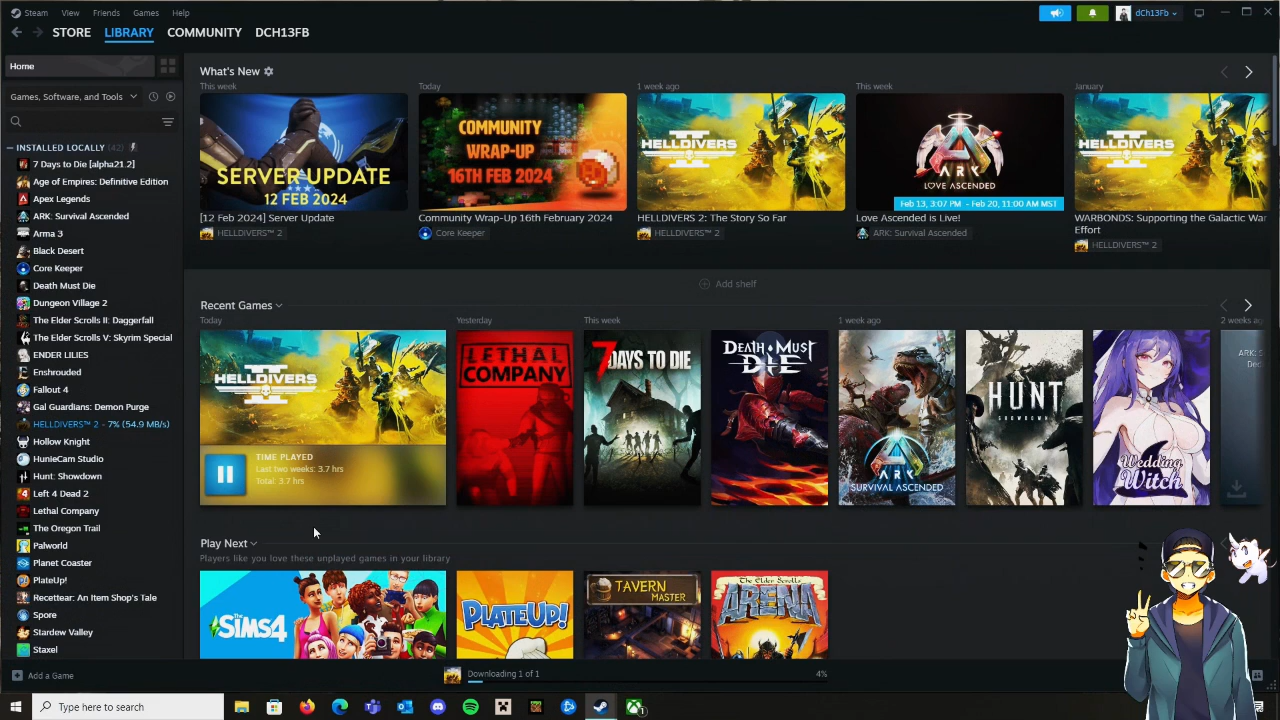 Steam View Friends Games Help
dCh13Fb
STORE LIBRARY COMMUNITY DCH13FB
Home
Games, Software, and Tools
INSTALLED LOCALLY (42)
7 Days to Die [alpha21.2]
Age of Empires: Definitive Edition
Apex Legends
ARK: Survival Ascended
Arma 3
Black Desert
Core Keeper
Death Must Die
Dungeon Village 2
The Elder Scrolls II: Daggerfall
The Elder Scrolls V: Skyrim Special
ENDER LILIES
Enshrouded
Fallout 4
Gal Guardians: Demon Purge
HELLDIVERS™ 2 - 7% (54.9 MB/s)
Hollow Knight
HunieCam Studio
Hunt: Showdown
Left 4 Dead 2
Lethal Company
The Oregon Trail
Palworld
Planet Coaster
PlateUp!
Recettear: An Item Shop's Tale
Spore
Stardew Valley
Staxel
Add a Game
What's New
This week
SERVER UPDATE
12 FEB 2024
[12 Feb 2024] Server Update
HELLDIVERS™ 2
Today
COMMUNITY
WRAP-UP
16TH FEB 2024
Community Wrap-Up 16th February 2024
Core Keeper
1 week ago
HELLDIVERS
HELLDIVERS 2: The Story So Far
HELLDIVERS™ 2
This week
ARK
LOVE ASCENDED
Feb 13, 3:07 PM - Feb 20, 11:00 AM MST
Love Ascended is Live!
ARK: Survival Ascended
January
HELLDIVERS
WARBONDS: Supporting the Galactic War
Effort
HELLDIVERS™ 2
Add shelf
Recent Games
Today
HELLDIVERS
TIME PLAYED
Last two weeks: 3.7 hrs
Total: 3.7 hrs
Yesterday
LETHAL
COMPANY
This week
7 DAYS TO DIE
DEATH MUST
DIE
1 week ago
ARK
SURVIVAL ASCENDED
HUNT
SHOWDOWN
Wedding
Witch
2 weeks ag
ARK: S
Dec
Play Next
Players like you love these unplayed games in your library
The SIMS 4
PLATEUP!
TAVERN
MASTER
The Elder Scrolls
ARENA
Downloading 1 of 1
4%
Type here to search
1